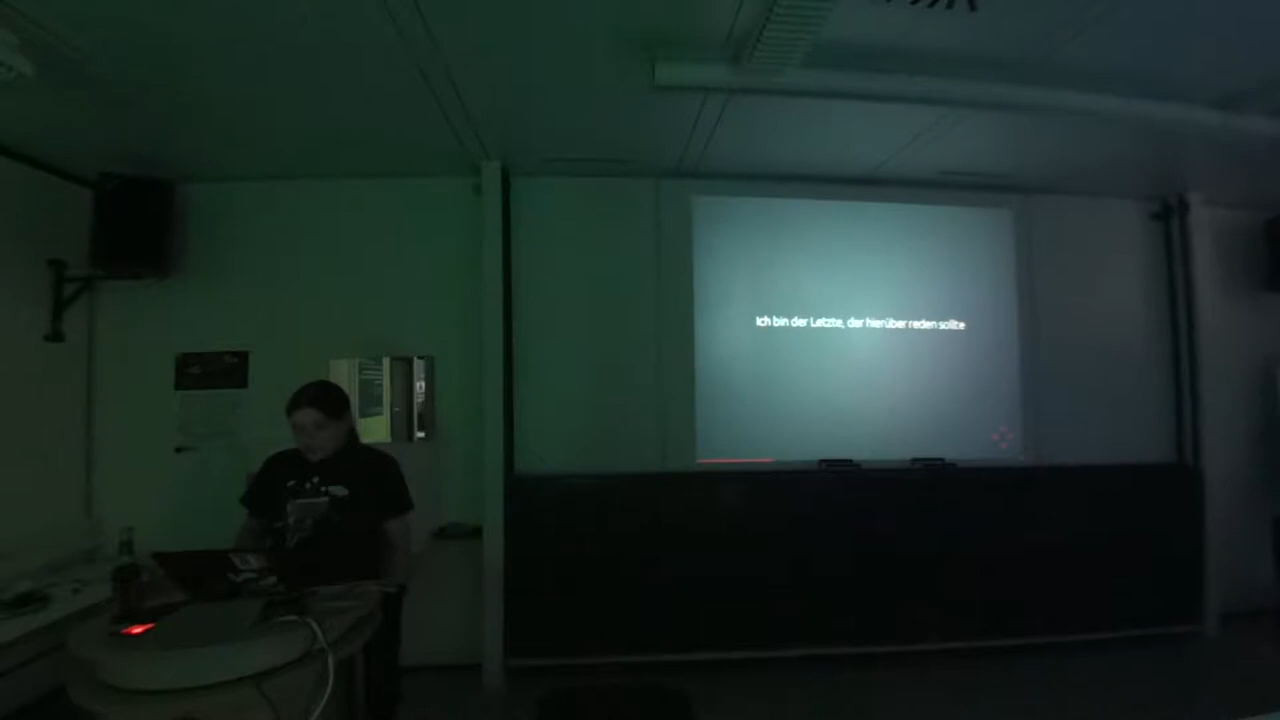 Ich bin der Letzte, der hierüber reden sollte